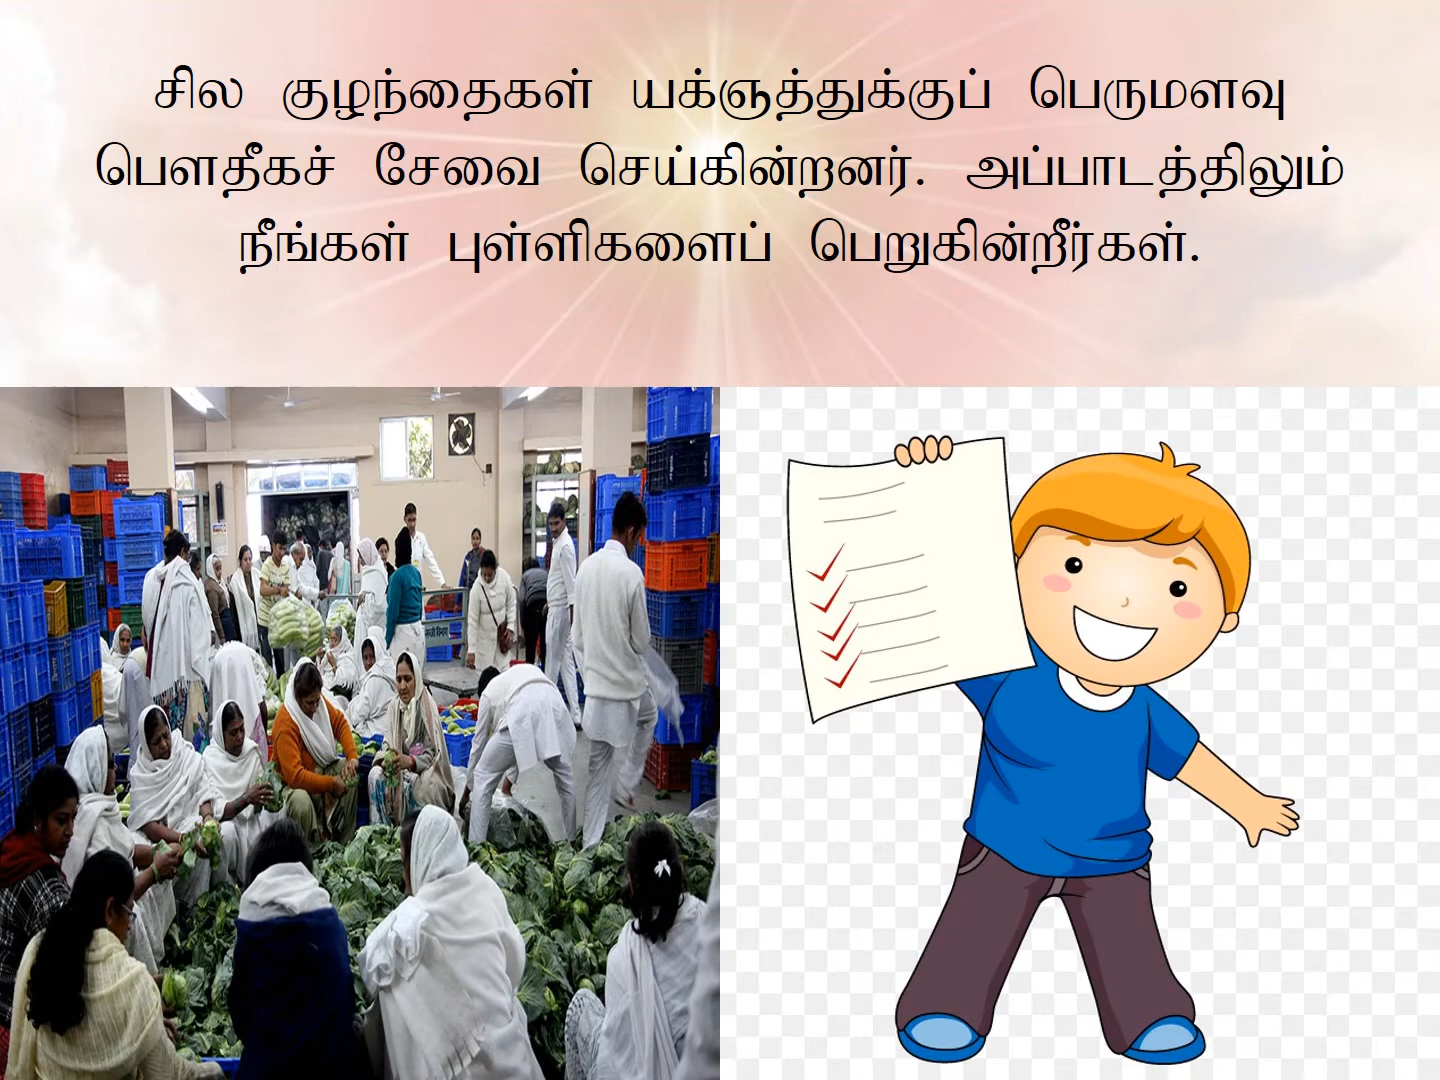 சில குழந்தைகள் யக்ஞத்துக்குப் பெருமளவு
பௌதீகச் சேவை செய்கின்றனர். அப்பாடத்திலும்
நீங்கள் புள்ளிகளைப் பெறுகின்றீர்கள்.